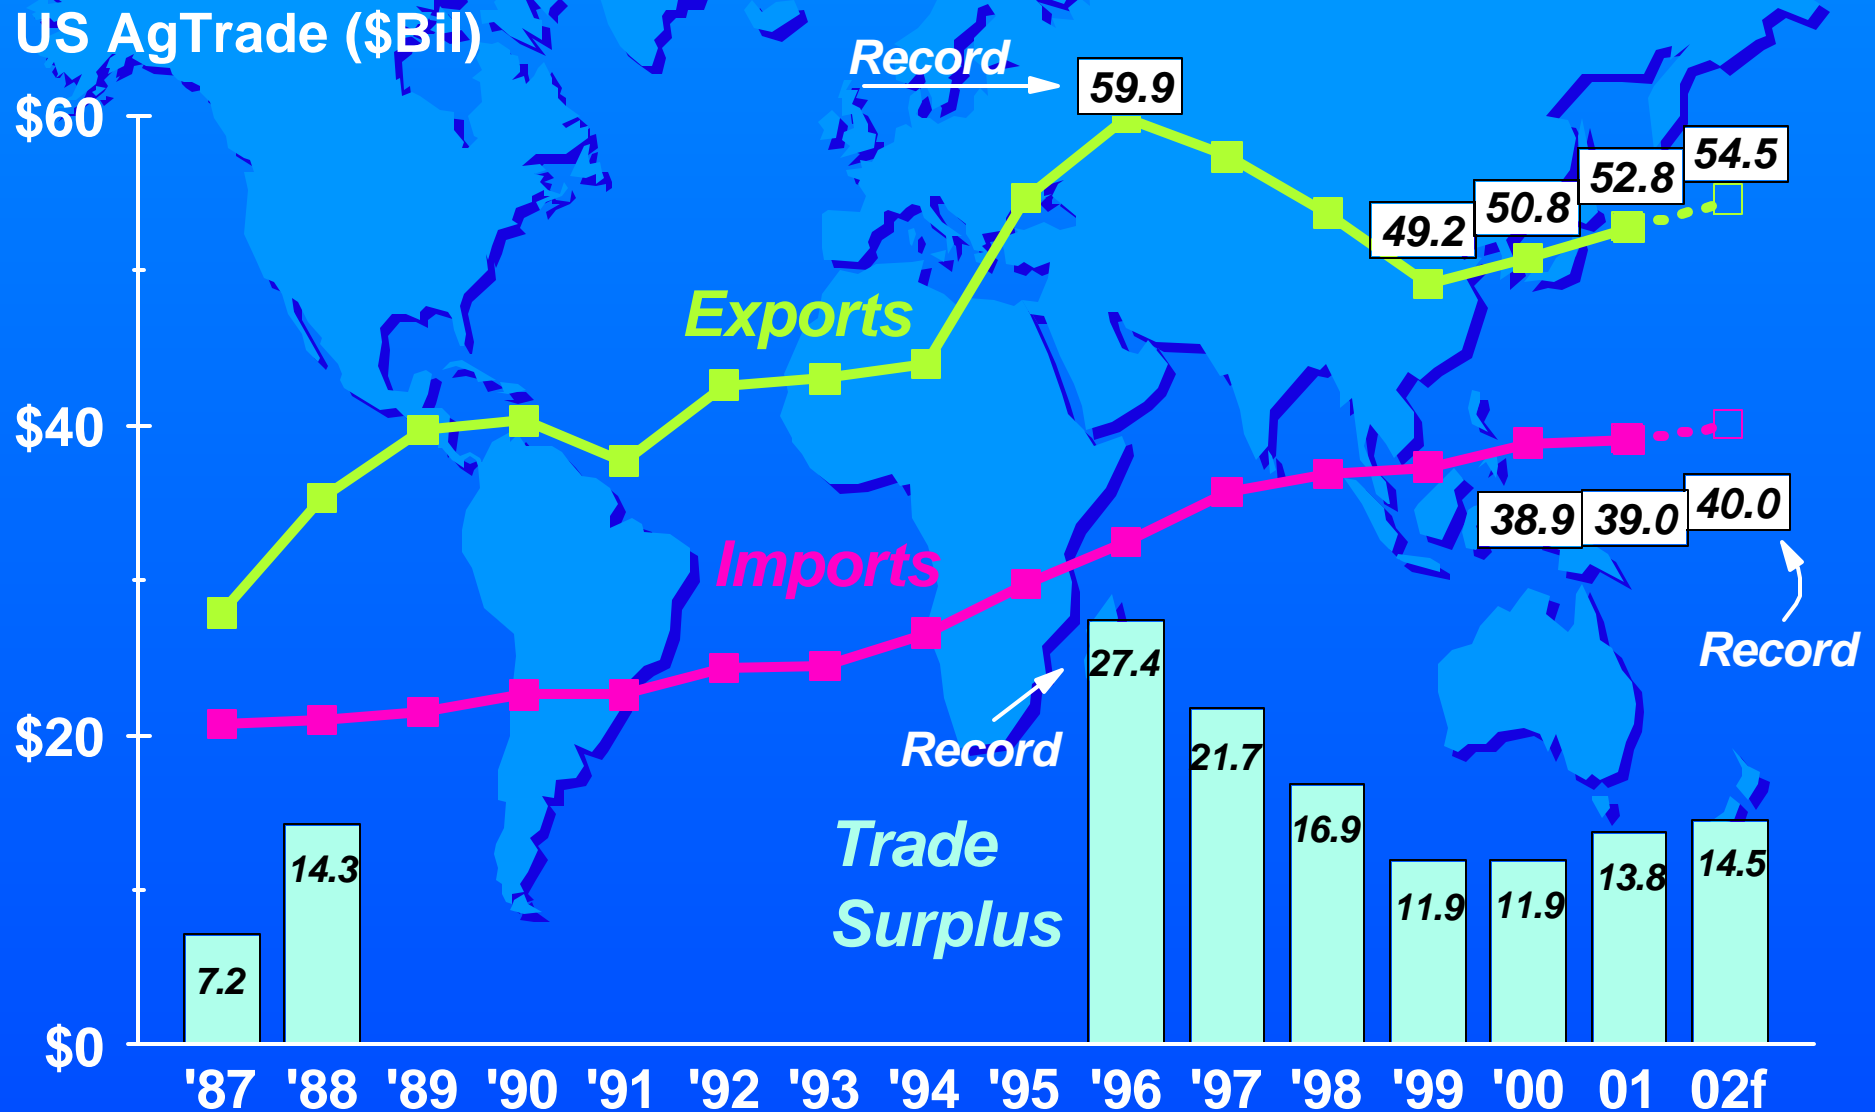 US AgTrade ($Bil)
Record
59.9
$60
54.5
52.8
50.8
49.2
Exports
$40
38.9
39.0
40.0
Imports
Record
27.4
$20
Record
21.7
Trade
16.9
14.3
13.8
14.5
11.9
11.9
Surplus
7.2
$0
'87 '88 '89 '90 '91 '92 '93 '94 '95 '96 '97 '98 '99 '00 01 02f